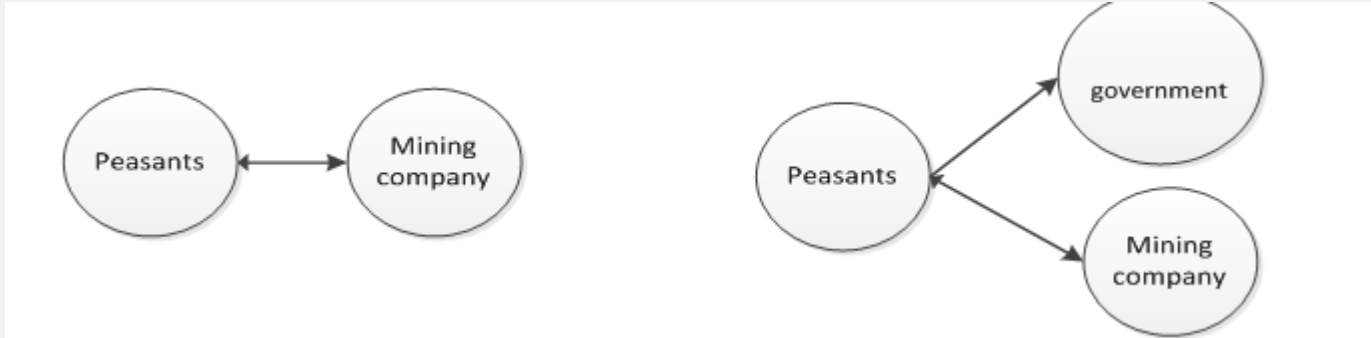 Peasants
Mining
company
Peasants
government
Mining
company